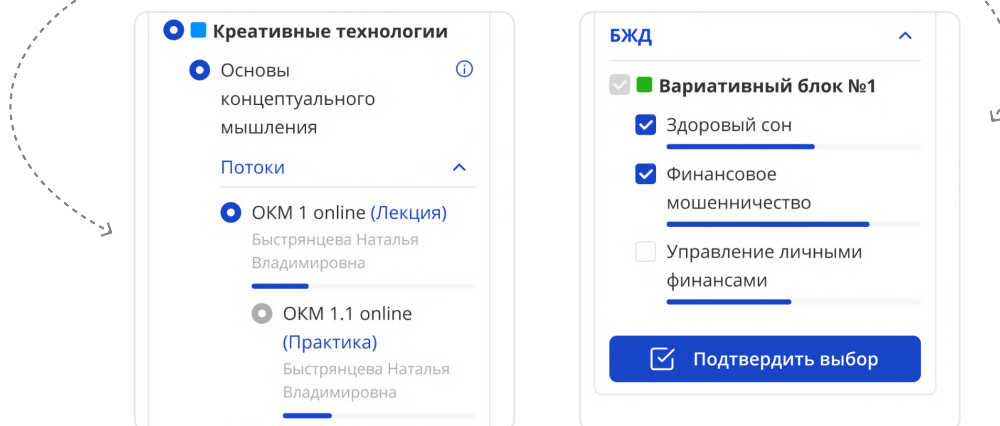 Креативные технологии
Основы
концептуального
мышления
Потоки
ОКМ 1 online (Лекция)
Быстрянцева Наталья
Владимировна
ОКМ 1.1 online
(Практика)
Быстрянцева Наталья
Владимировна
БЖД
Вариативный блок №1
Здоровый сон
Финансовое
мошенничество
Управление личными
финансами
Подтвердить выбор